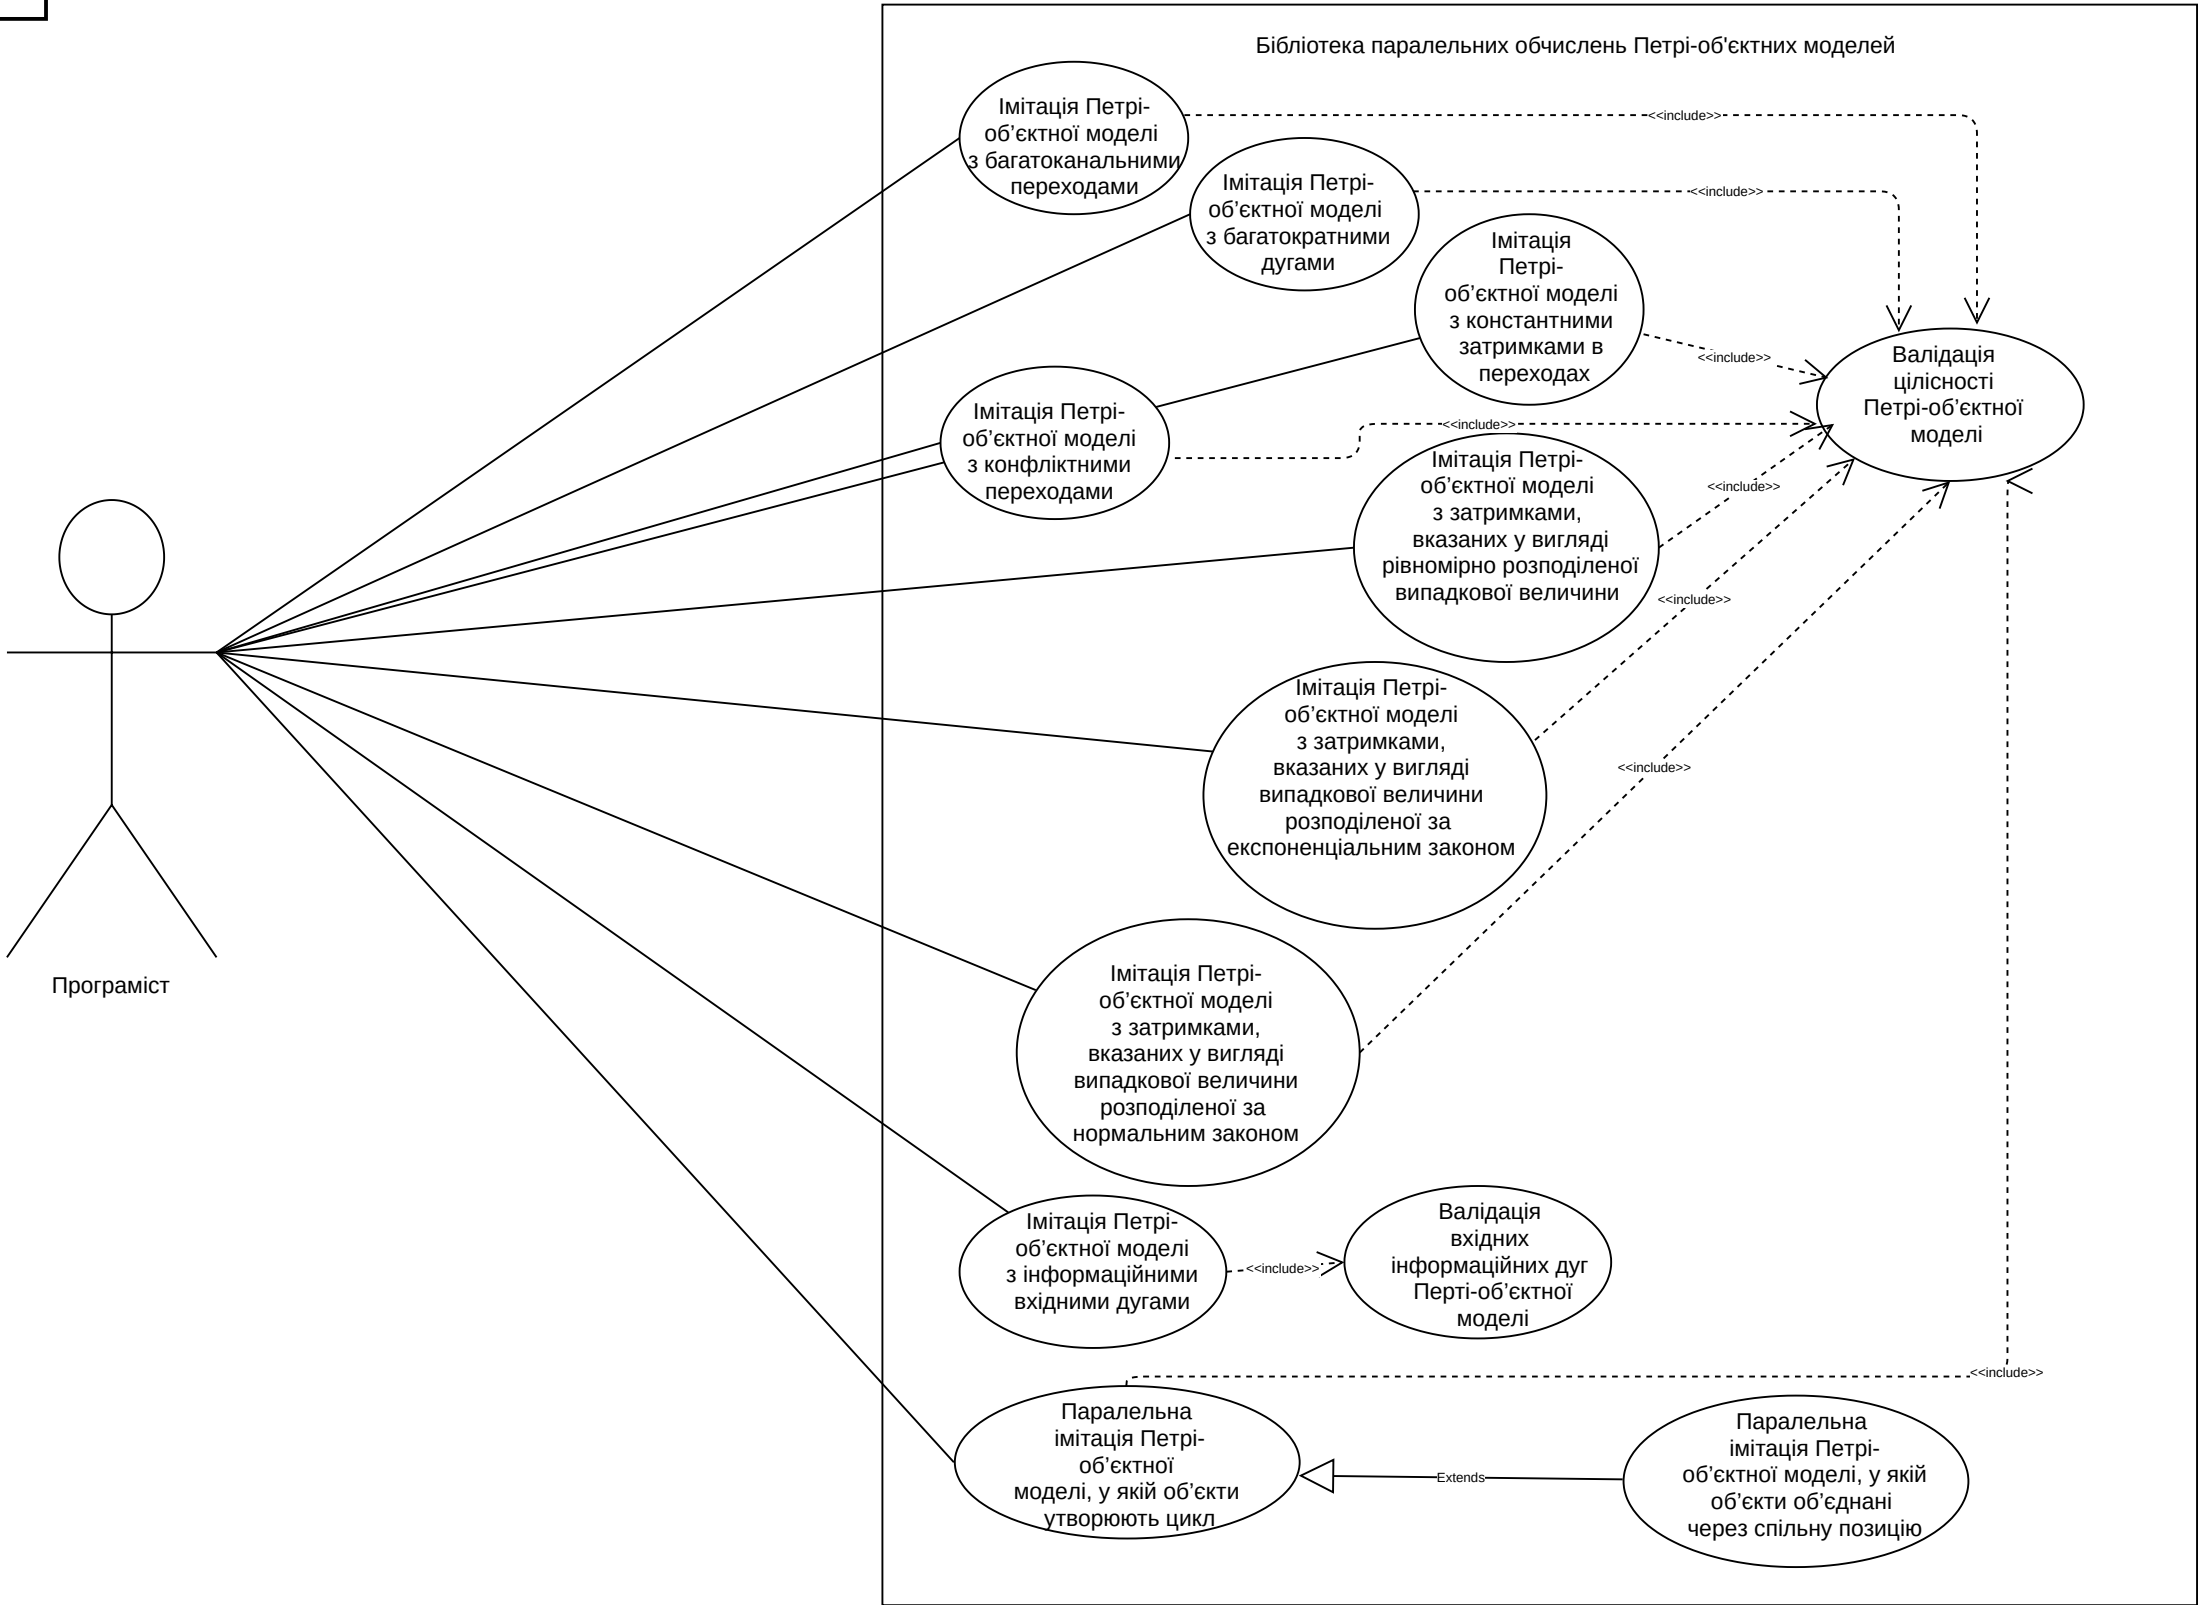 Бібліотека паралельних обчислень Петрі-об'єктних моделей
Імітація Петрі-
об’єктної моделі
з багатоканальними
переходами
<<include>>
Імітація Петрі-
об’єктної моделі
з багатократними
дугами
<<include>>
Імітація
Петрі-
об’єктної моделі
з константними
затримками в
переходах
<<include>>
Валідація
цілісності
Петрі-об’єктної
моделі
Імітація Петрі-
об’єктної моделі
з конфліктними
переходами
<<include>>
Імітація Петрі-
об’єктної моделі
з затримками,
вказаних у вигляді
рівномірно розподіленої
випадкової величини
<<include>>
Імітація Петрі-
об’єктної моделі
з затримками,
вказаних у вигляді
випадкової величини
розподіленої за
експоненціальним законом
<<include>>
Програміст
Імітація Петрі-
об’єктної моделі
з затримками,
вказаних у вигляді
випадкової величини
розподіленої за
нормальним законом
<<include>>
Імітація Петрі-
об’єктної моделі
з інформаційними
вхідними дугами
<<include>>
Валідація
вхідних
інформаційних дуг
Перті-об’єктної
моделі
<<include>>
Паралельна
імітація Петрі-
об’єктної
моделі, у якій об’єкти
утворюють цикл
Extends
Паралельна
імітація Петрі-
об’єктної моделі, у якій
об’єкти об’єднані
через спільну позицію